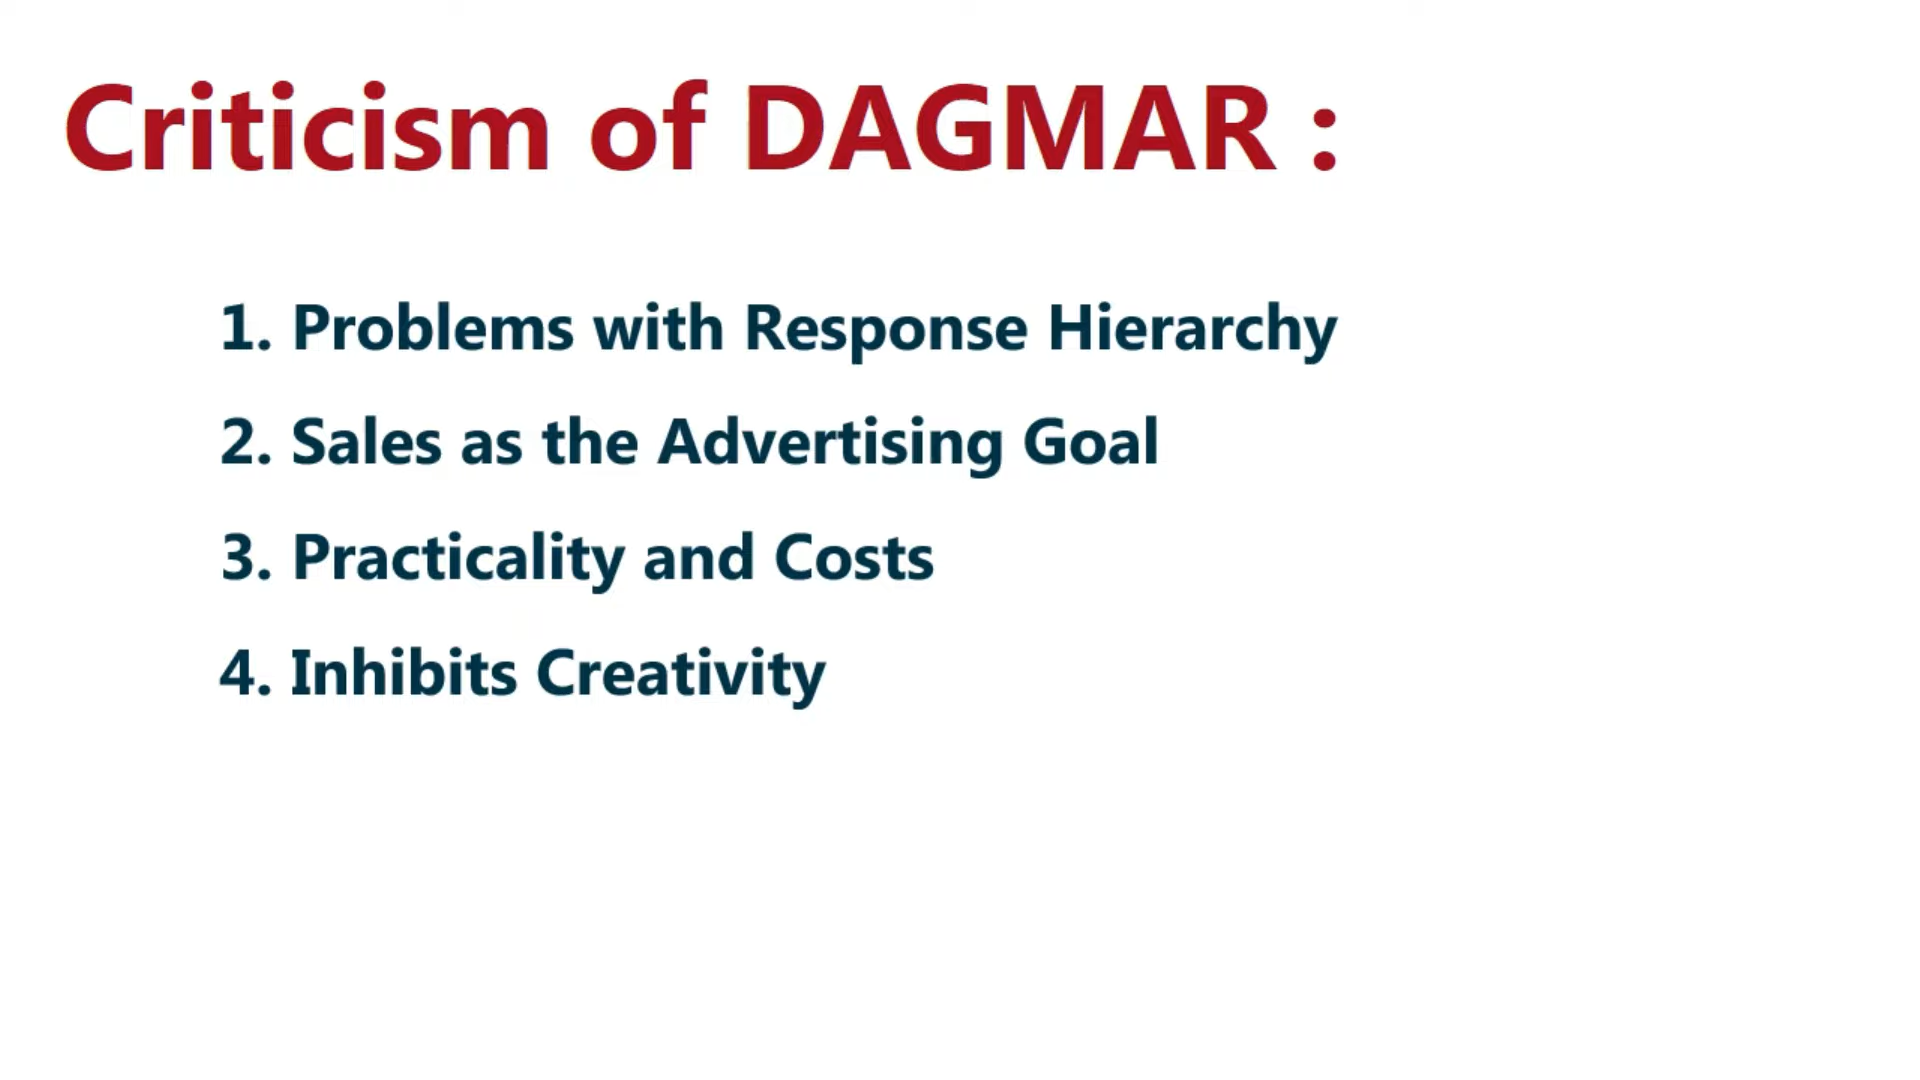 Criticism of DAGMAR :
1. Problems with Response Hierarchy
2. Sales as the Advertising Goal
3. Practicality and Costs
4. Inhibits Creativity